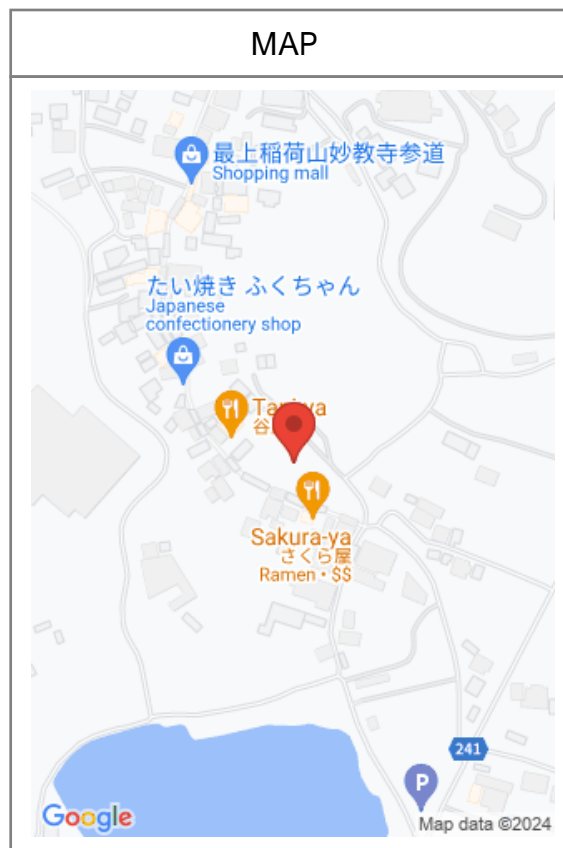 MAP
最上稲荷山妙教寺参道
Shopping mall
たい焼き ふくちゃん
Japanese
confectionery shop
谷
Sakura-ya
さくら屋
Ramen • $$
241
P
Google
Map data ©2024